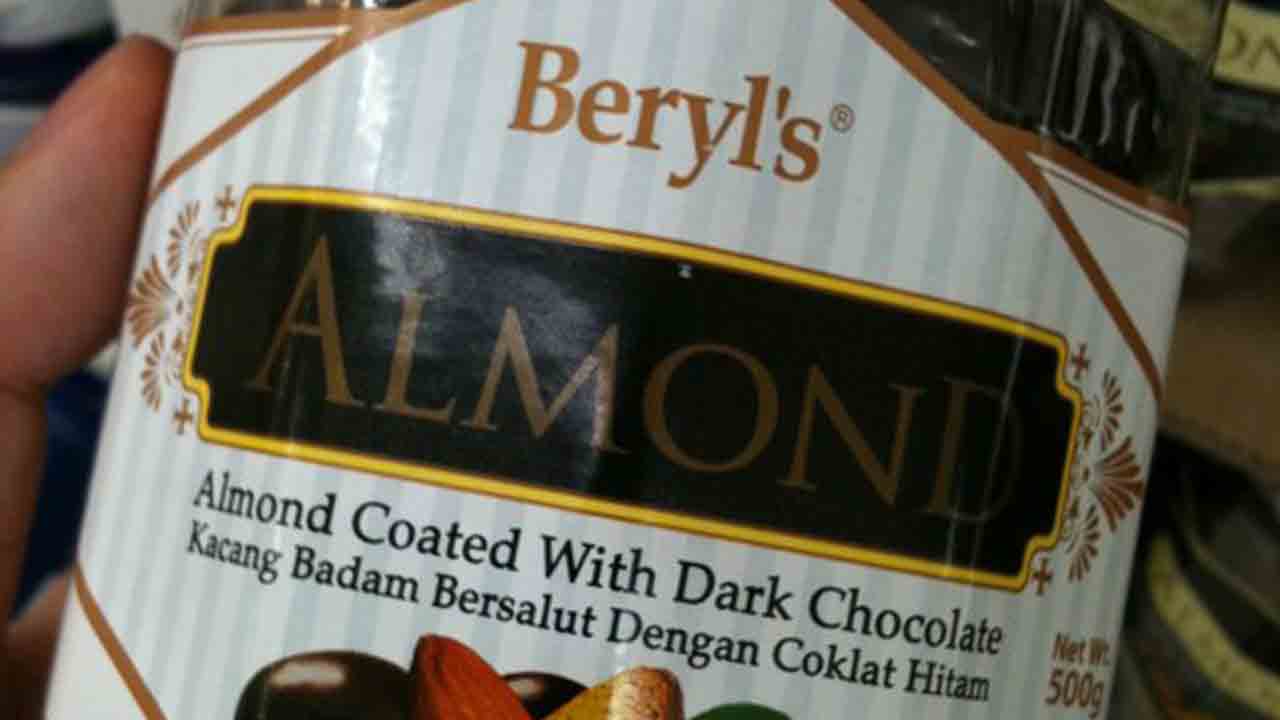 Beryl's®
ALMOND
Almond Coated With Dark Chocolate
Kacang Badam Bersalut Dengan Coklat Hitam
Net Wt.
500g